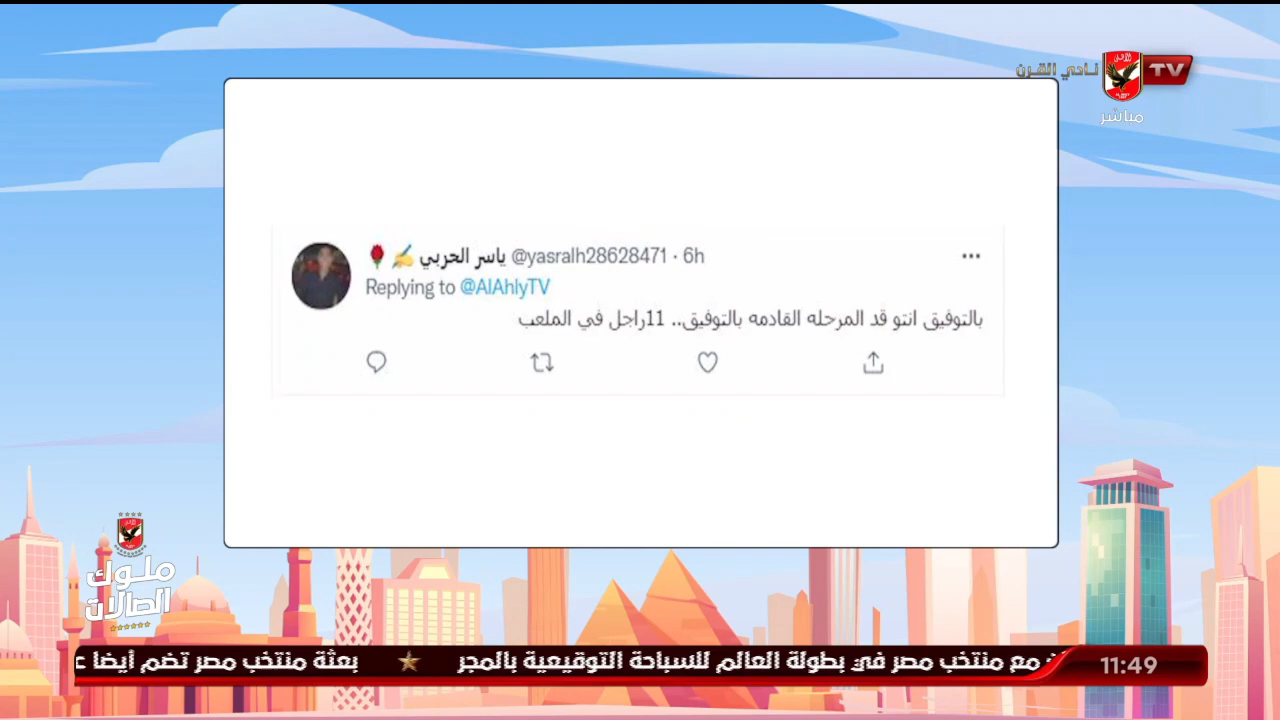 نادي القرن
TV
مباشر
ياسر الحربي @yasralh28628471 · 6h
Replying to @AlAhlyTV
بالتوفيق انتو قد المرحله القادمه بالتوفيق.. 11راجل في الملعب
ملوك
الصالات
مع منتخب مصر في بطولة العالم للسباحة التوقيعية بالمجر ★ بعثة منتخب مصر تضم أيضا
11:49